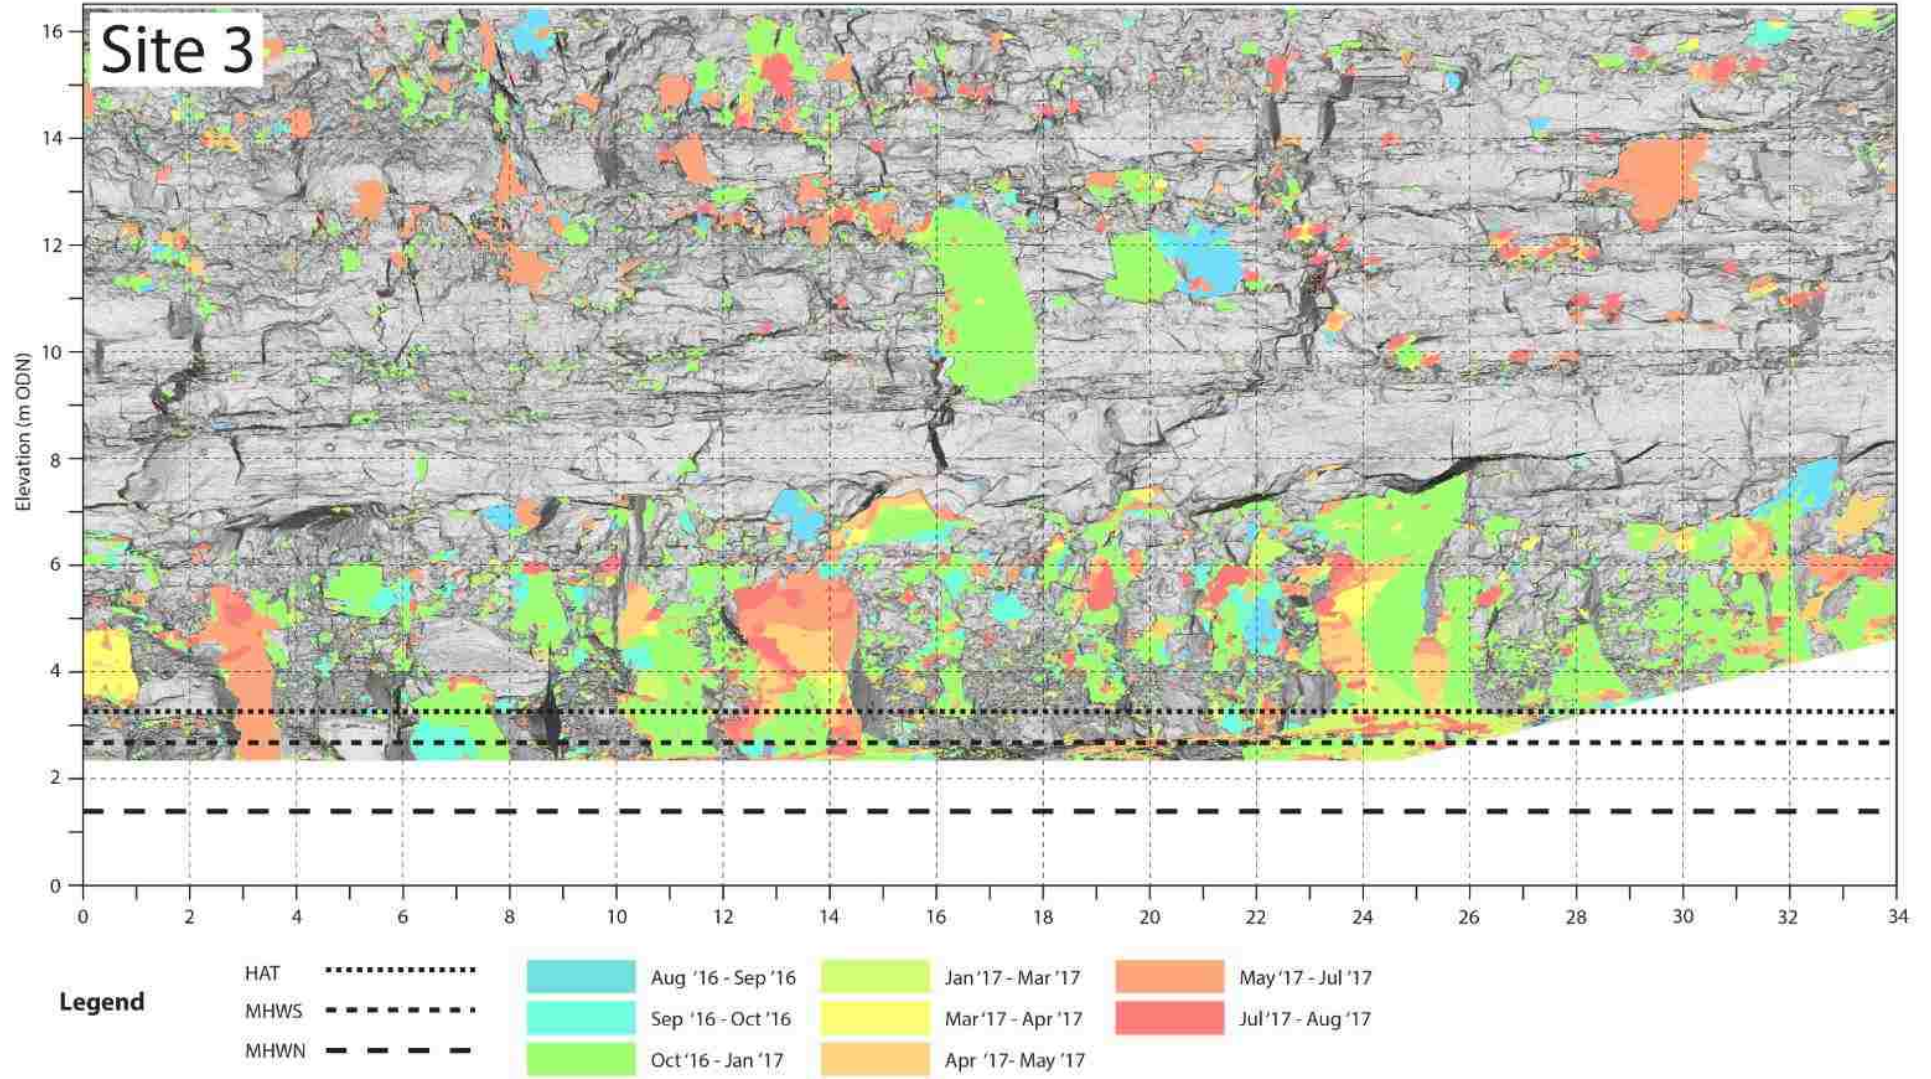 Site 3
16
14
12
10
8
6
4
2
0
Elevation (m ODN)
0 2 4 6 8 10 12 14 16 18 20 22 24 26 28 30 32 34
Legend
HAT
MHWS
MHWN
Aug '16 - Sep '16
Sep '16 - Oct '16
Oct '16 - Jan '17
Jan '17 - Mar '17
Mar'17 - Apr '17
Apr '17- May '17
May '17 - Jul '17
Jul '17 - Aug '17